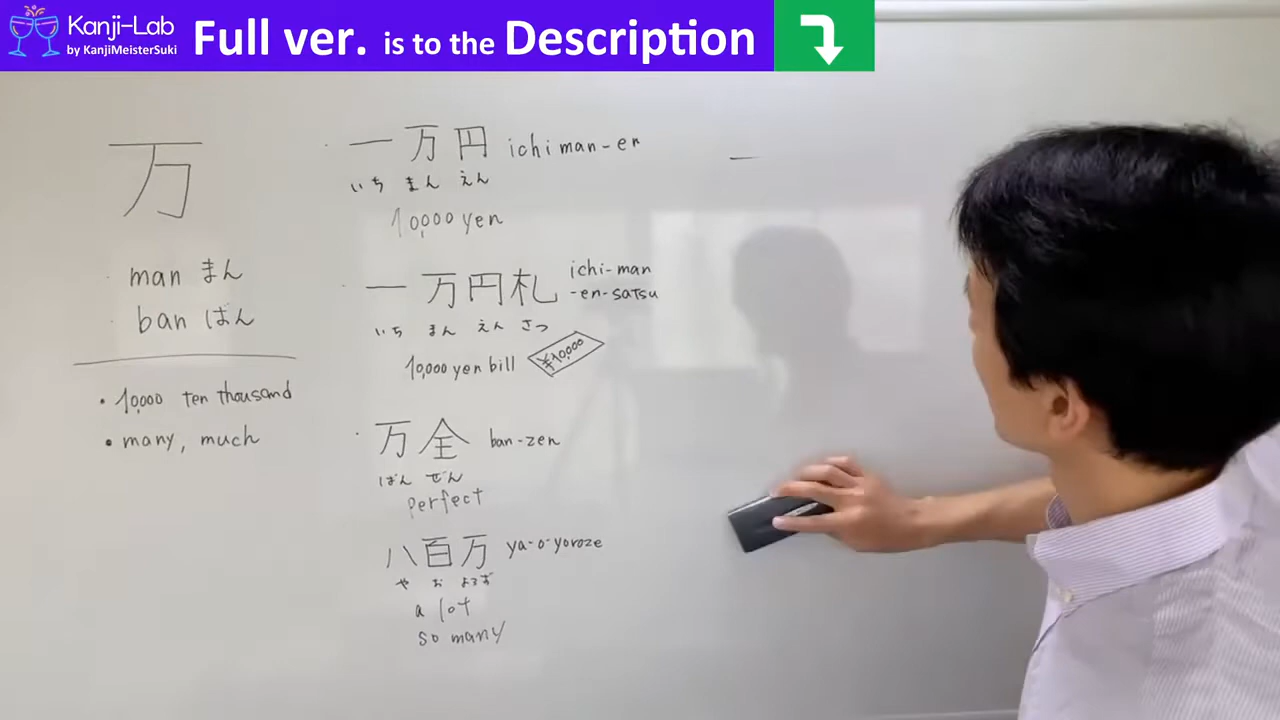 Kanji-Lab
by KanjiMeisterSuki
Full ver. is to the Description
万
man まん
ban ばん
• 10,000 ten thousand
• many, much
一万円 ichi man-en
いち まん えん
10,000 yen
一万円札 ichi-man
-en-satsu
いち まん えん さつ
10,000 yen bill ¥10,000
万全 ban-zen
ばん ぜん
perfect
八百万 ya-o-yoroze
や お よろず
a lot
so many
一